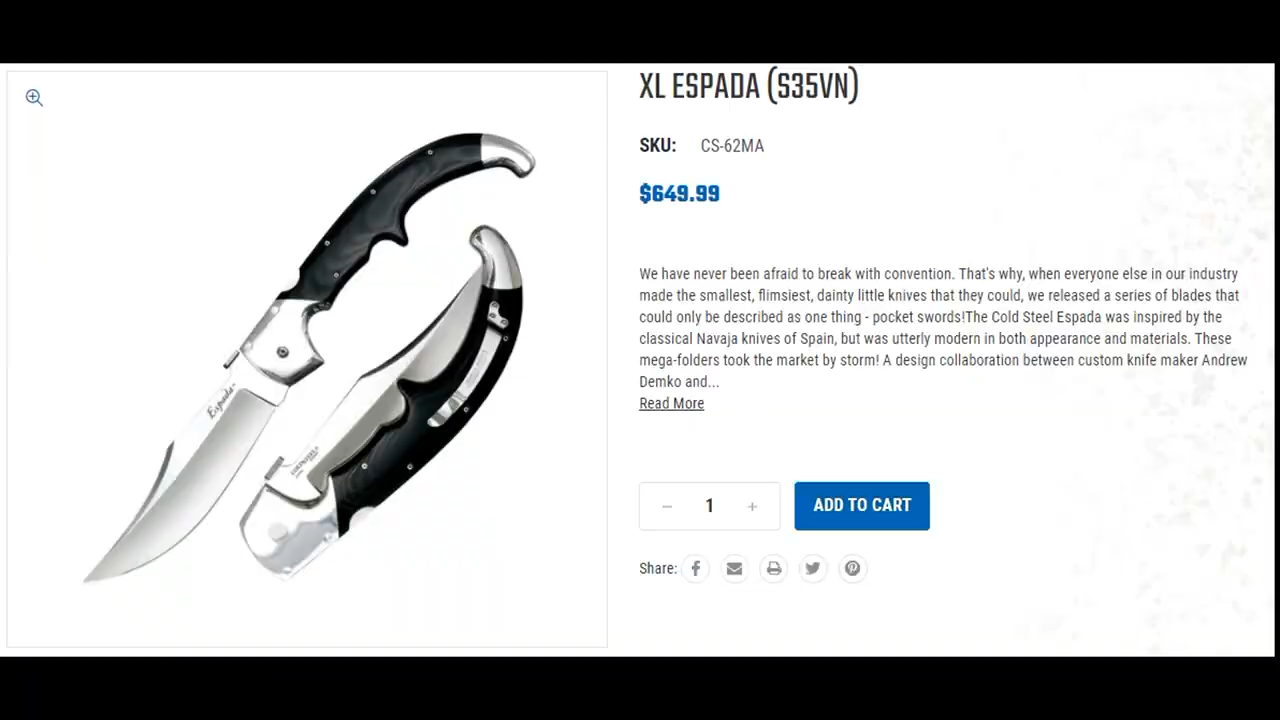 XL ESPADA (S35VN)
SKU: CS-62MA
$649.99
We have never been afraid to break with convention. That's why, when everyone else in our industry
made the smallest, flimsiest, dainty little knives that they could, we released a series of blades that
could only be described as one thing - pocket swords!The Cold Steel Espada was inspired by the
classical Navaja knives of Spain, but was utterly modern in both appearance and materials. These
mega-folders took the market by storm! A design collaboration between custom knife maker Andrew
Demko and...
Read More
1
ADD TO CART
Share:
Espada